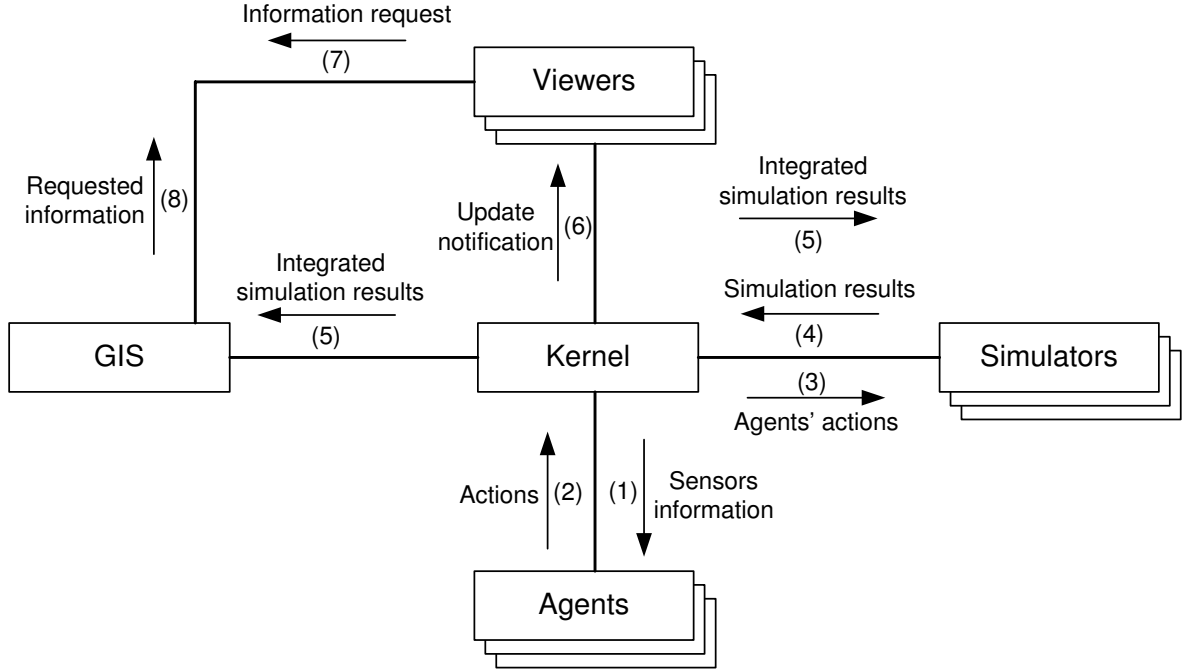 Information request
(7)
Viewers
Requested
information
(8)
Update
notification
(6)
Integrated
simulation results
(5)
Integrated
simulation results
(5)
Simulation results
(4)
GIS
Kernel
Simulators
(3)
Agents' actions
Actions
(2)
(1)
Sensors
information
Agents